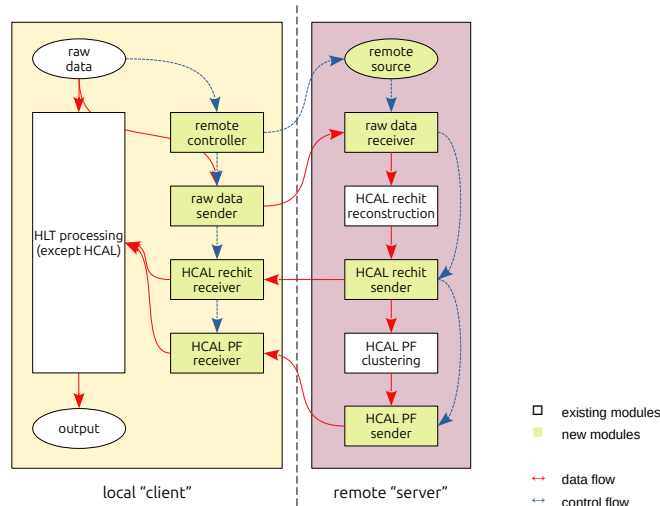 raw
data
remote
source
remote
controller
raw data
receiver
raw data
sender
HCAL rechit
reconstruction
HLT processing
(except HCAL)
HCAL rechit
receiver
HCAL rechit
sender
HCAL PF
receiver
HCAL PF
clustering
output
HCAL PF
sender
existing modules
new modules
data flow
control flow
local "client"
remote "server"